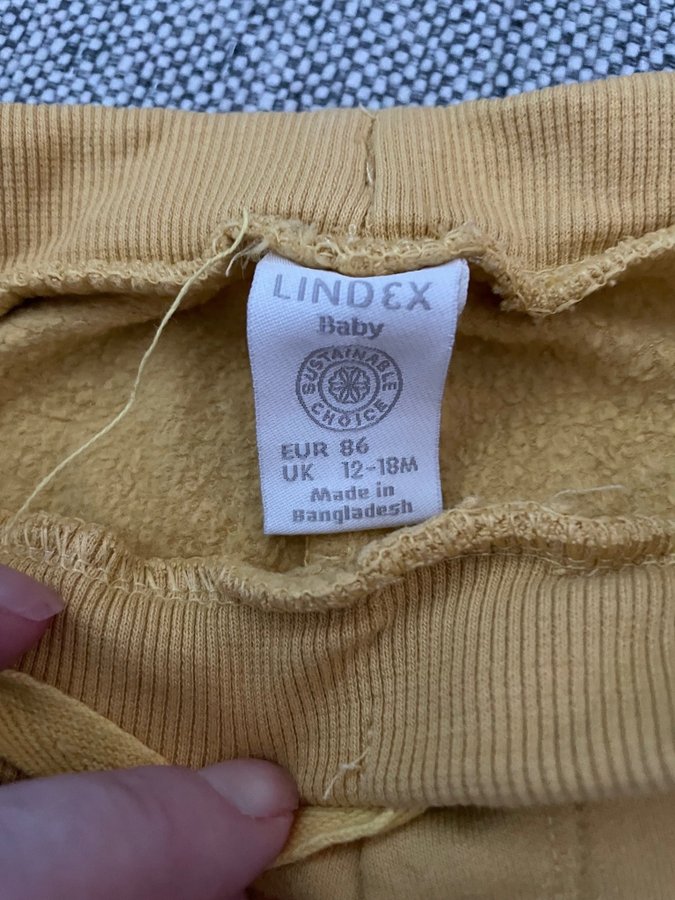 LINDEX
Baby
SUSTAINABLE
CHOICE
EUR 86
UK 12-18M
Made in
Bangladesh